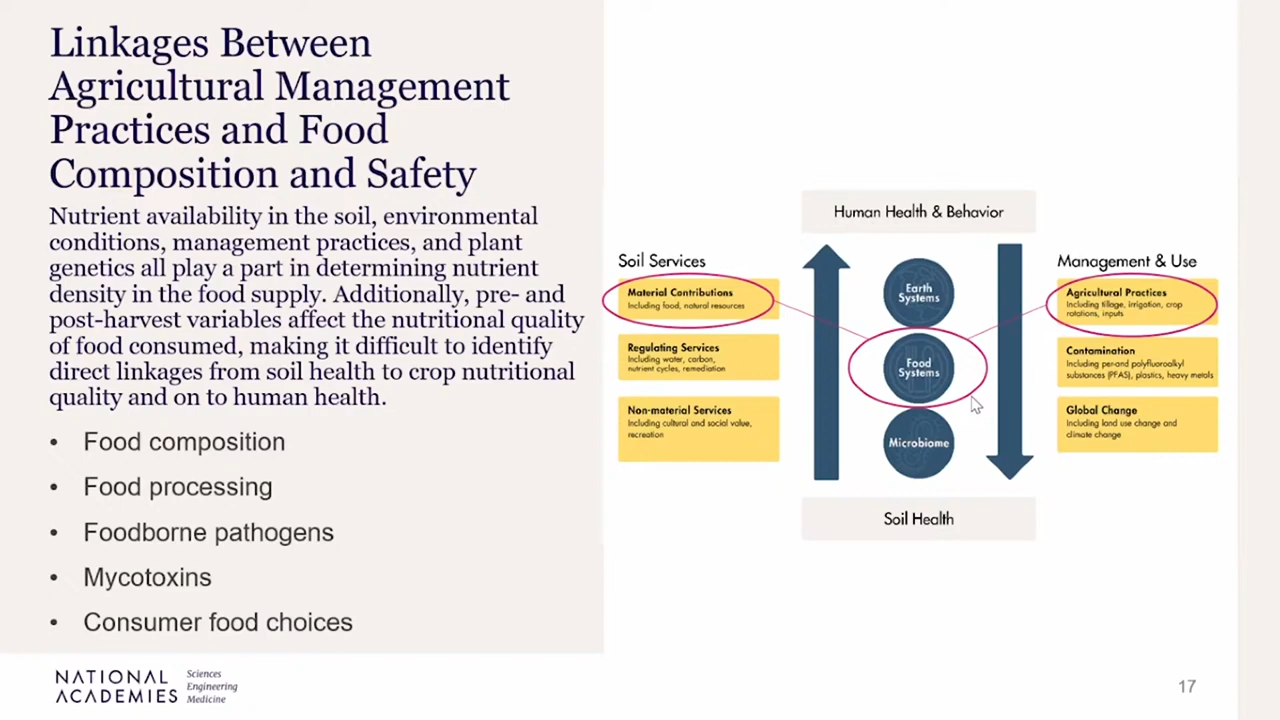 Linkages Between
Agricultural Management
Practices and Food
Composition and Safety
Nutrient availability in the soil, environmental
conditions, management practices, and plant
genetics all play a part in determining nutrient
density in the food supply. Additionally, pre- and
post-harvest variables affect the nutritional quality
of food consumed, making it difficult to identify
direct linkages from soil health to crop nutritional
quality and on to human health.
• Food composition
• Food processing
• Foodborne pathogens
• Mycotoxins
• Consumer food choices
Human Health & Behavior
Soil Services
Material Contributions
Including food, natural resources
Regulating Services
Including water, carbon,
nutrient cycles, remediation
Non-material Services
Including cultural and social value,
recreation
Earth
Systems
Food
Systems
Microbiome
Management & Use
Agricultural Practices
Including tillage, irrigation, crop
rotations, inputs
Contamination
Including per-and polyfluoroalkyl
substances (PFAS), plastics, heavy metals
Global Change
Including land use change and
climate change
Soil Health
NATIONAL
ACADEMIES
Sciences
Engineering
Medicine
17